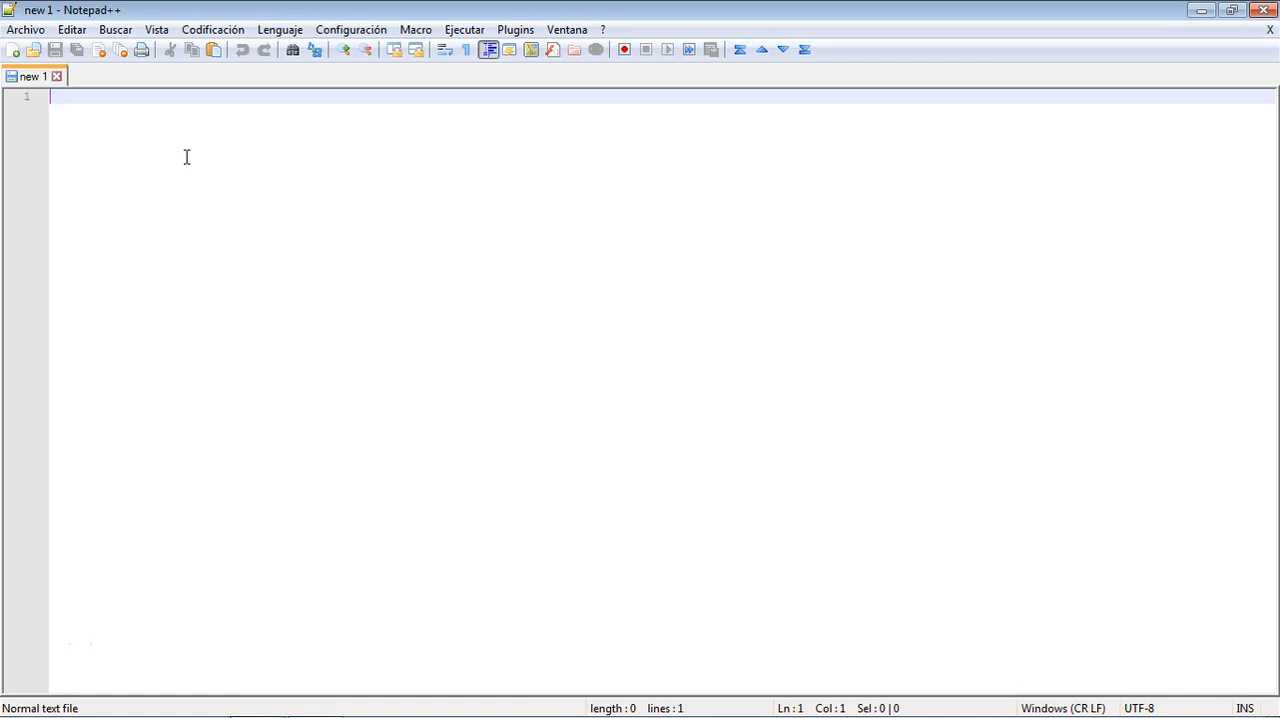 new 1 - Notepad++
Archivo Editar Buscar Vista Codificación Lenguaje Configuración Macro Ejecutar Plugins Ventana ? X
new 1
1
Normal text file length : 0 lines : 1 Ln : 1 Col : 1 Sel : 0 | 0 Windows (CR LF) UTF-8 INS